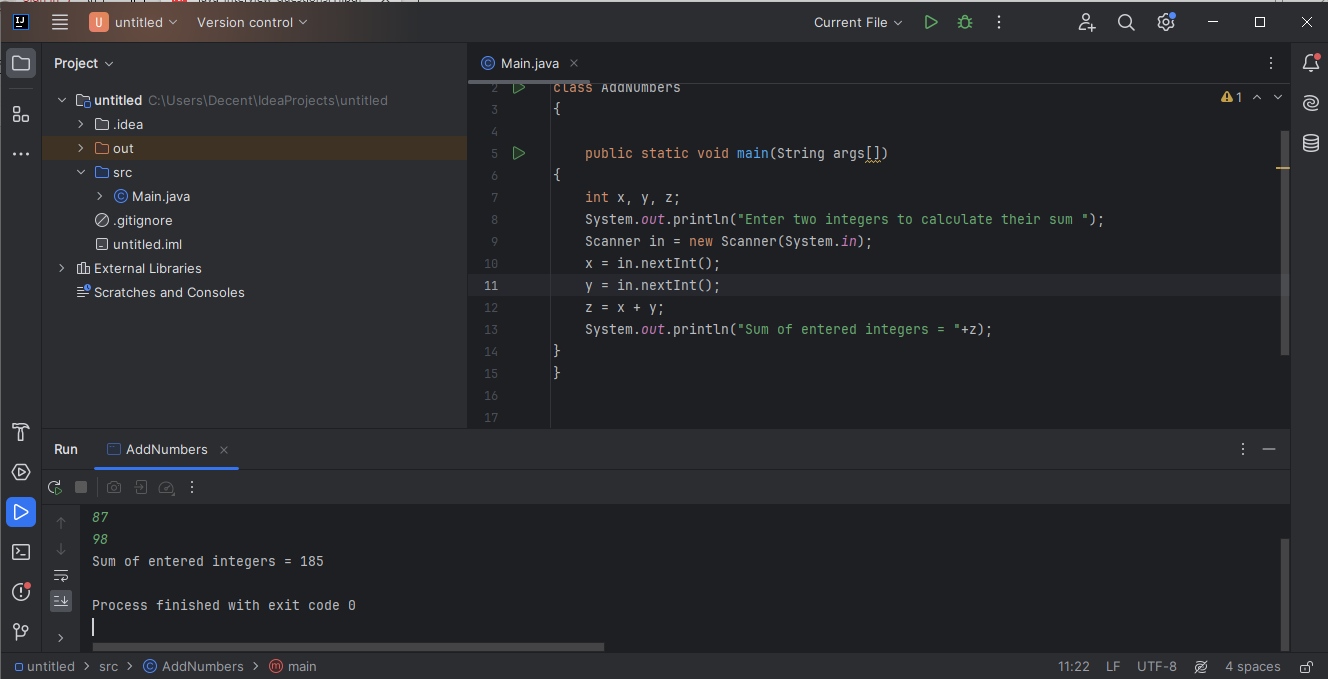 U untitled Version control Current File
Project
Main.java
untitled C:\Users\Decent\IdeaProjects\untitled
.idea
out
src
Main.java
.gitignore
untitled.iml
External Libraries
Scratches and Consoles
1
2 class AddNumbers
3 {
4
5 public static void main(String args[])
6 {
7 int x, y, z;
8 System.out.println("Enter two integers to calculate their sum ");
9 Scanner in = new Scanner(System.in);
10 x = in.nextInt();
11 y = in.nextInt();
12 z = x + y;
13 System.out.println("Sum of entered integers = "+z);
14 }
15 }
16
17
Run AddNumbers
87
98
Sum of entered integers = 185
Process finished with exit code 0
untitled > src > AddNumbers > main 11:22 LF UTF-8 4 spaces